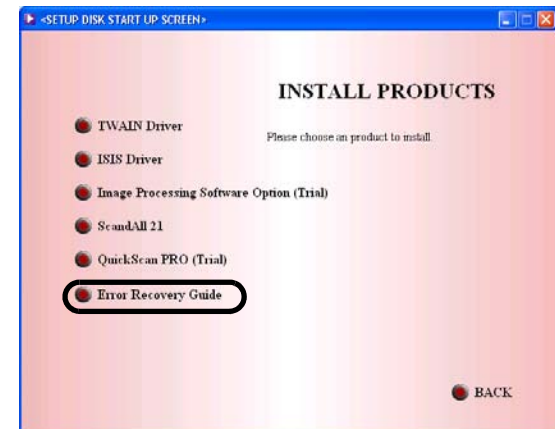 <SETUP DISK START UP SCREEN>
INSTALL PRODUCTS
Please choose an product to install.
TWAIN Driver
ISIS Driver
Image Processing Software Option (Trial)
ScandAll 21
QuickScan PRO (Trial)
Error Recovery Guide
BACK